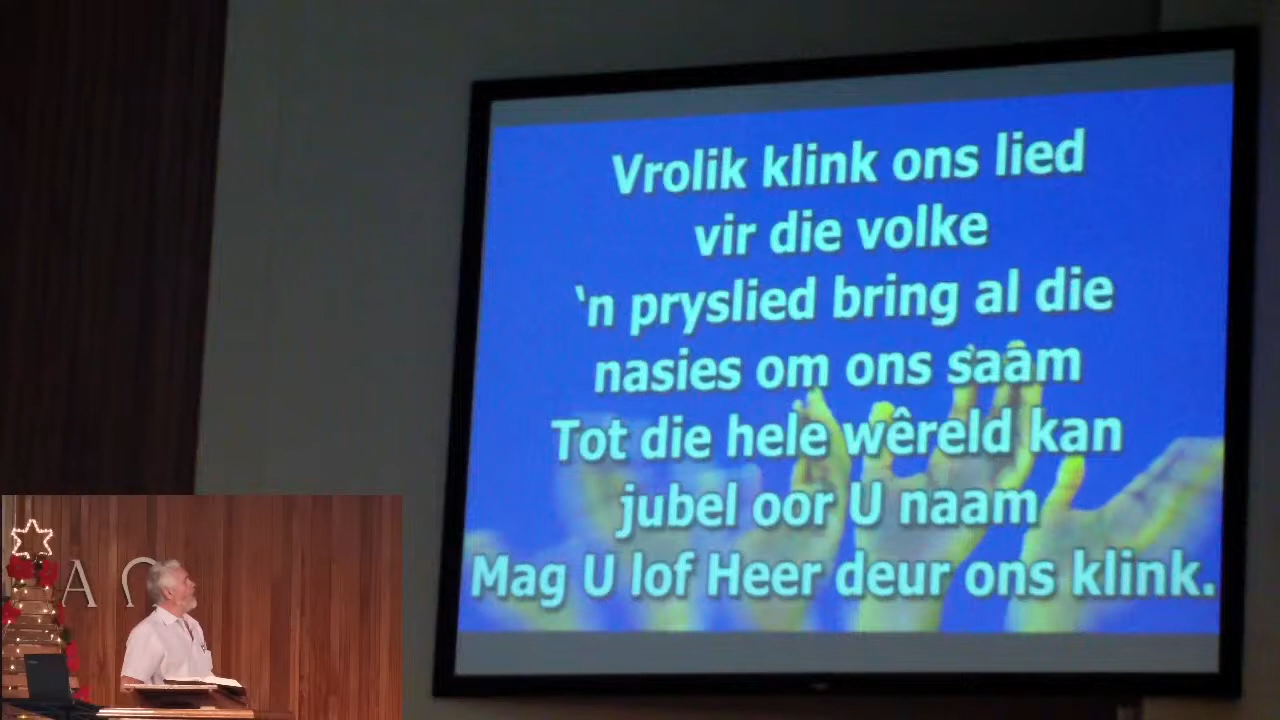 Vrolik klink ons lied
vir die volke
‘n pryslied bring al die
nasies om ons saam
Tot die hele wêreld kan
jubel oor U naam
Mag U lof Heer deur ons klink.
Α Ω